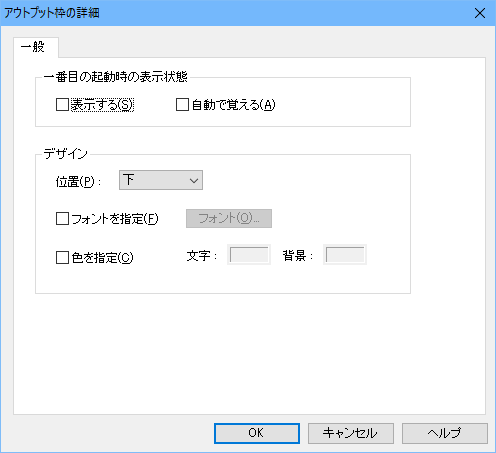 アウトプット枠の詳細
一般
一番目の起動時の表示状態
表示する(S) 自動で覚える(A)
デザイン
位置(P)： 下
フォントを指定(F) フォント(O)...
色を指定(C) 文字： 背景：
OK キャンセル ヘルプ